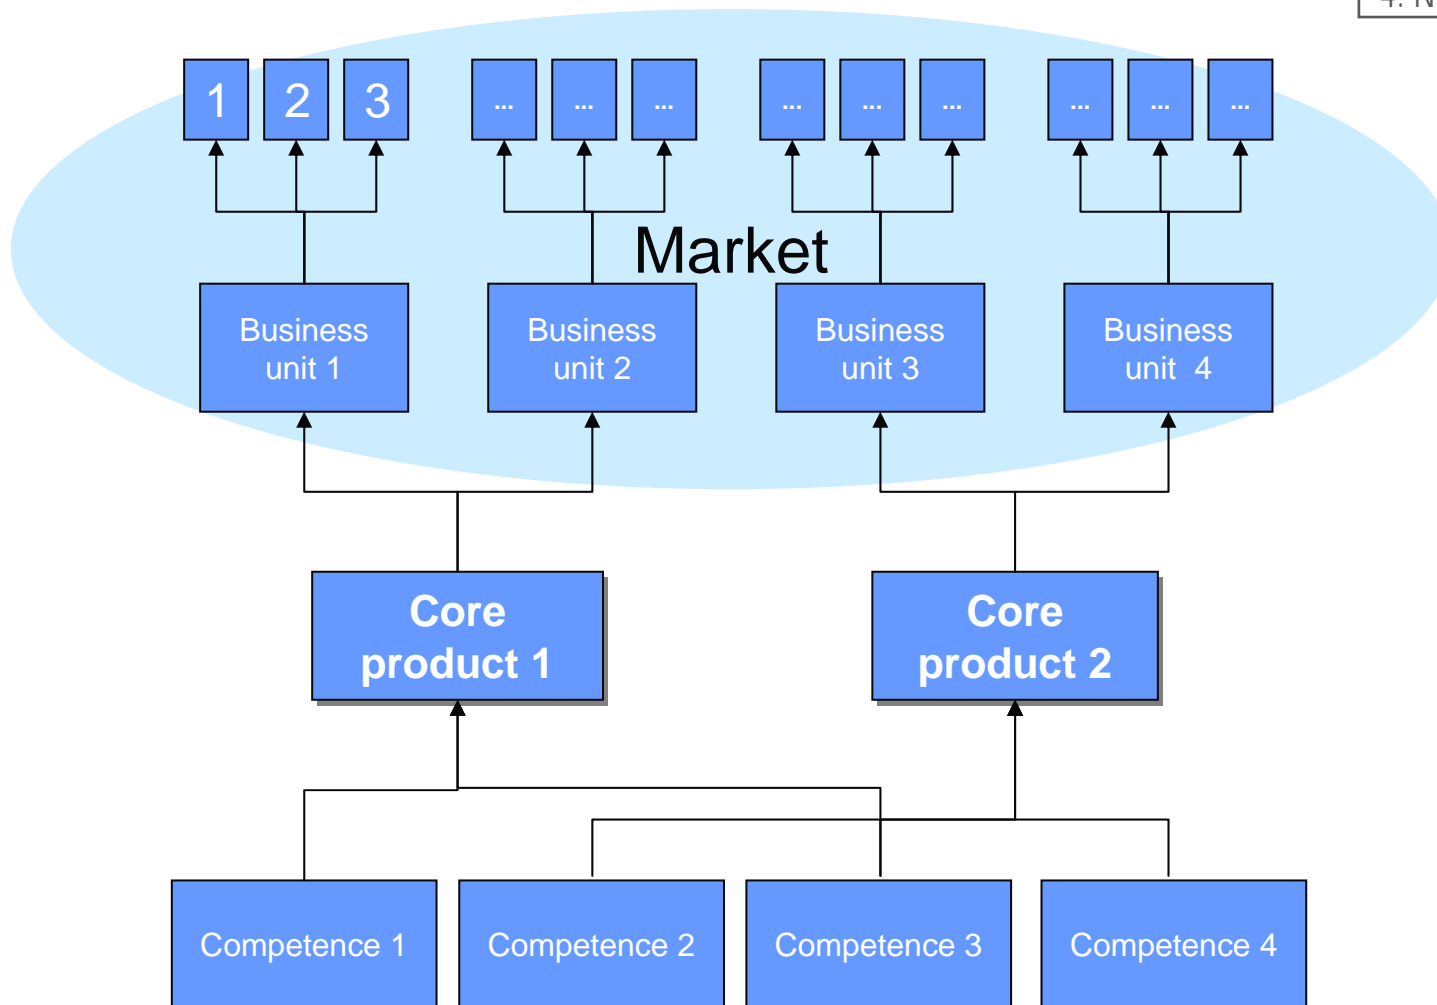 1 2 3 ... ... ... ... ... ... ... ... ...
Market
Business
unit 1
Business
unit 2
Business
unit 3
Business
unit 4
Core
product 1
Core
product 2
Competence 1
Competence 2
Competence 3
Competence 4